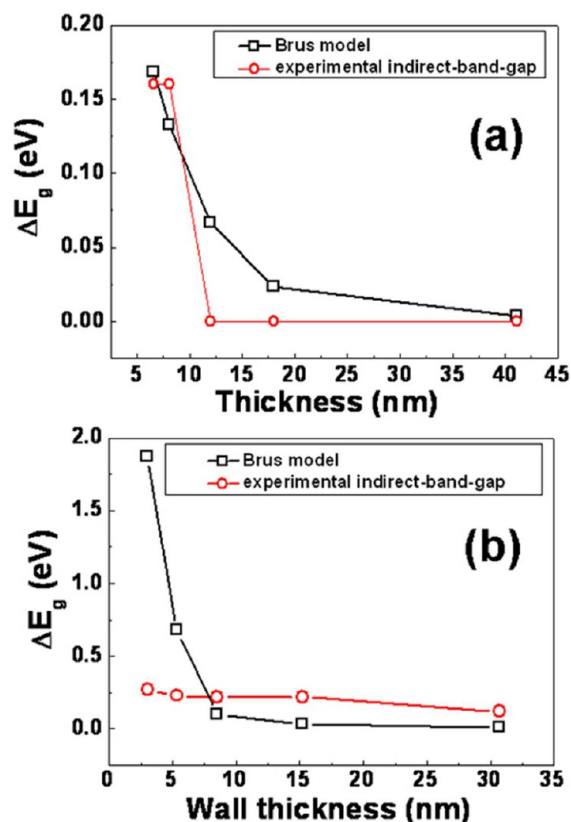 0.20
Brus model
experimental indirect-band-gap
0.15
(a)
ΔE_g (eV)
0.10
0.05
0.00
5 10 15 20 25 30 35 40 45
Thickness (nm)
2.0
Brus model
experimental indirect-band-gap
1.5
(b)
ΔE_g (eV)
1.0
0.5
0.0
0 5 10 15 20 25 30 35
Wall thickness (nm)